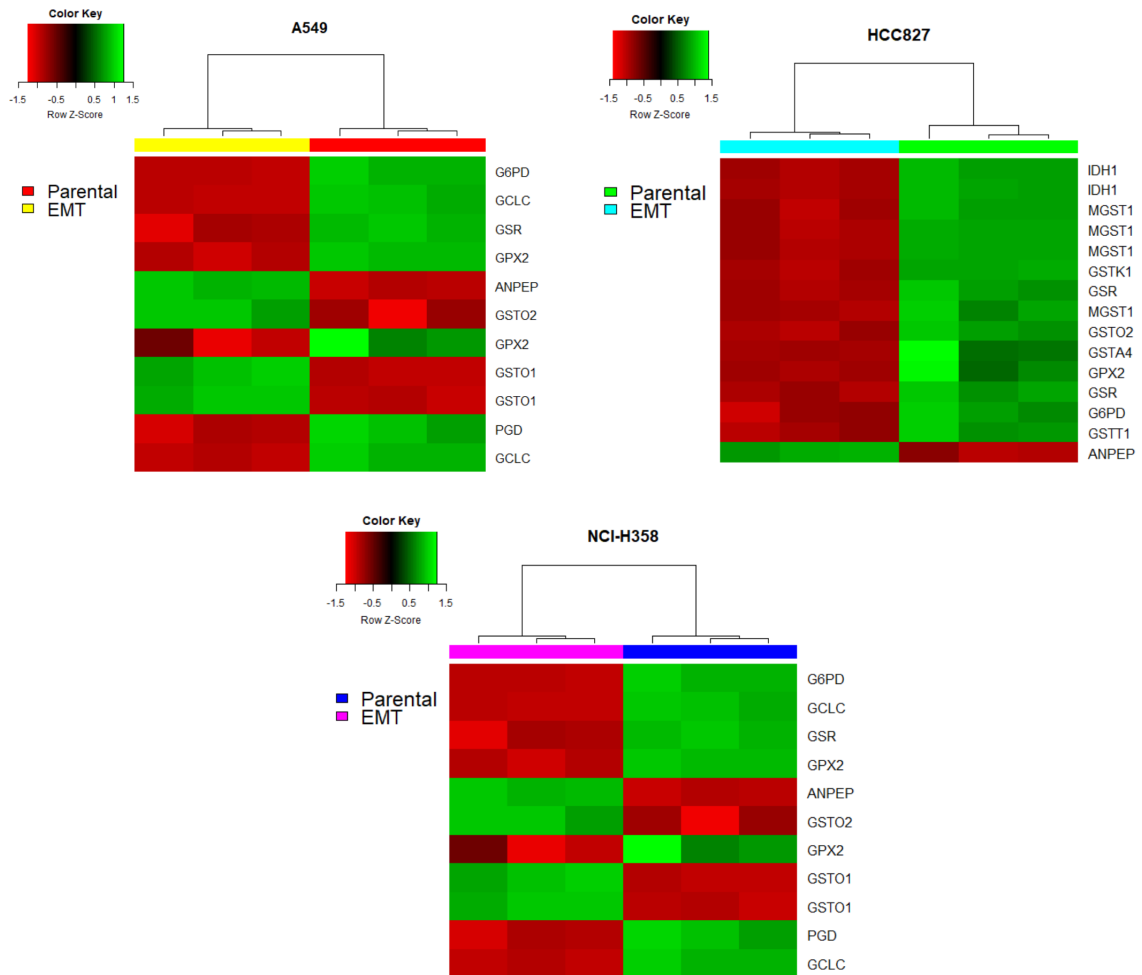 Color Key
-1.5 -0.5 0.5 1 1.5
Row Z-Score
A549
Parental
EMT
G6PD
GCLC
GSR
GPX2
ANPEP
GSTO2
GPX2
GSTO1
GSTO1
PGD
GCLC
Color Key
-1.5 -0.5 0.5 1.5
Row Z-Score
HCC827
Parental
EMT
IDH1
IDH1
MGST1
MGST1
MGST1
GSTK1
GSR
MGST1
GSTO2
GSTA4
GPX2
GSR
G6PD
GSTT1
ANPEP
Color Key
-1.5 -0.5 0.5 1.5
Row Z-Score
NCI-H358
Parental
EMT
G6PD
GCLC
GSR
GPX2
ANPEP
GSTO2
GPX2
GSTO1
GSTO1
PGD
GCLC